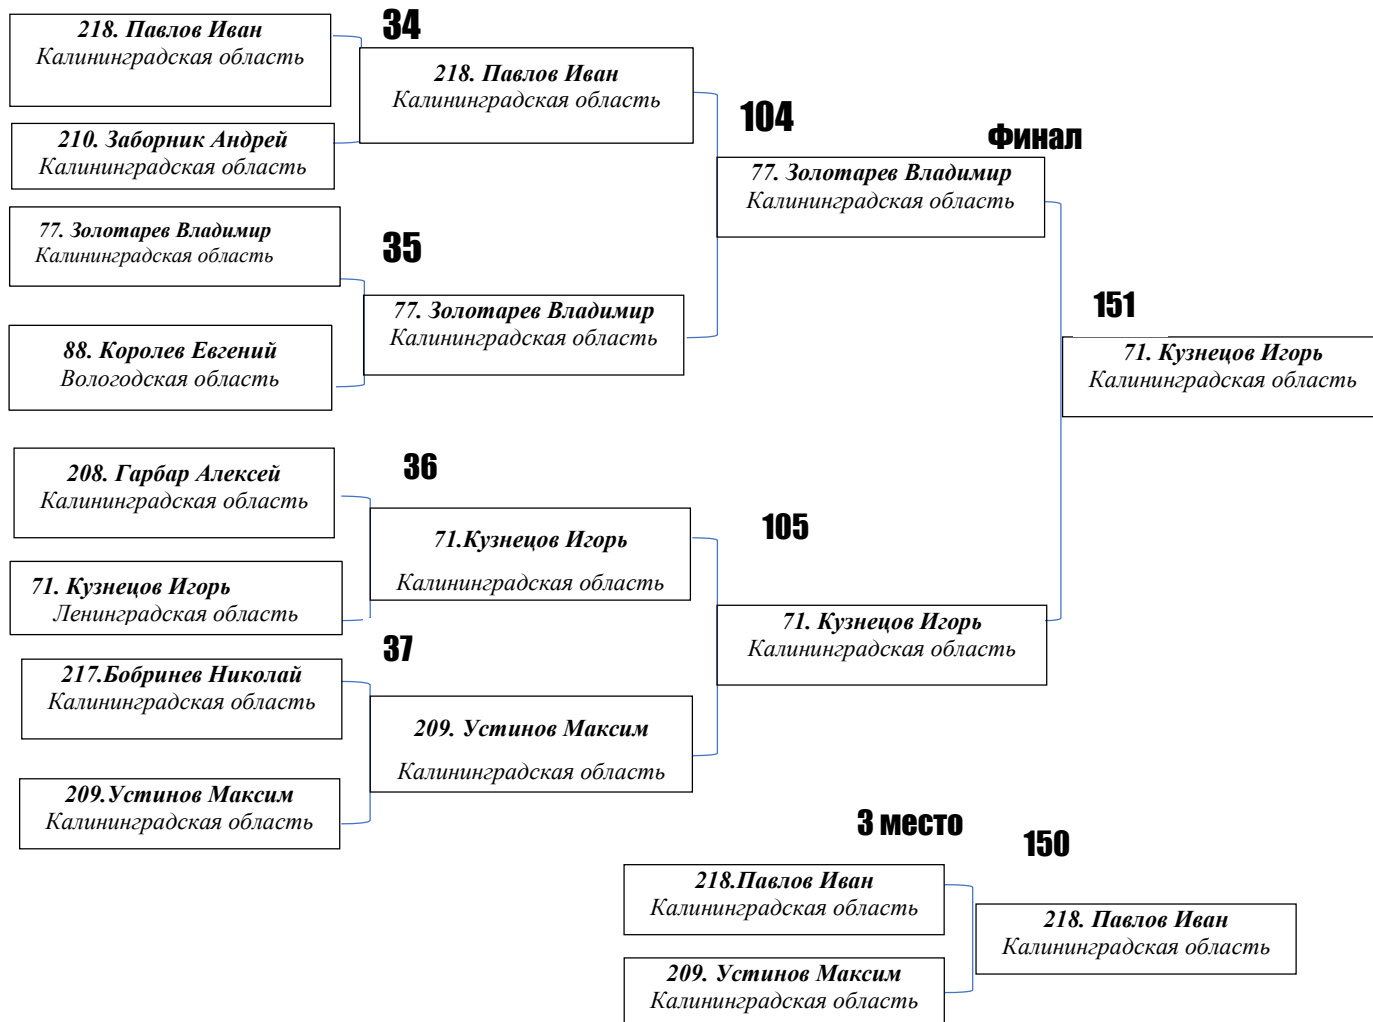 218. Павлов Иван
Калининградская область
34
218. Павлов Иван
Калининградская область
210. Заборник Андрей
Калининградская область
104
Финал
77. Золотарев Владимир
Калининградская область
77. Золотарев Владимир
Калининградская область
35
77. Золотарев Владимир
Калининградская область
88. Королев Евгений
Вологодская область
151
71. Кузнецов Игорь
Калининградская область
208. Гарбар Алексей
Калининградская область
36
71.Кузнецов Игорь
Калининградская область
105
71. Кузнецов Игорь
Ленинградская область
71. Кузнецов Игорь
Калининградская область
37
217.Бобринев Николай
Калининградская область
209. Устинов Максим
Калининградская область
209.Устинов Максим
Калининградская область
3 место
150
218.Павлов Иван
Калининградская область
218. Павлов Иван
Калининградская область
209. Устинов Максим
Калининградская область